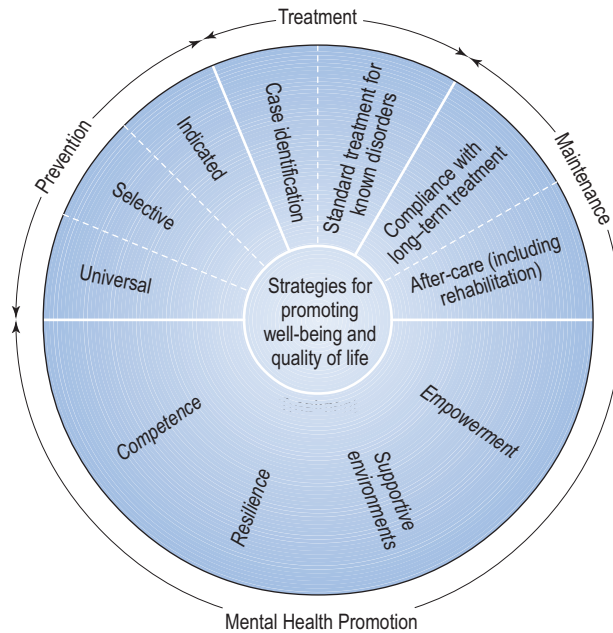 Treatment
Prevention
Maintenance
Universal
Selective
Indicated
Case identification
Standard treatment for
known disorders
Compliance with
long–term treatment
After-care (including
rehabilitation)
Strategies for
promoting
well-being and
quality of life
Treatment
Competence
Resilience
Supportive
environments
Empowerment
Mental Health Promotion